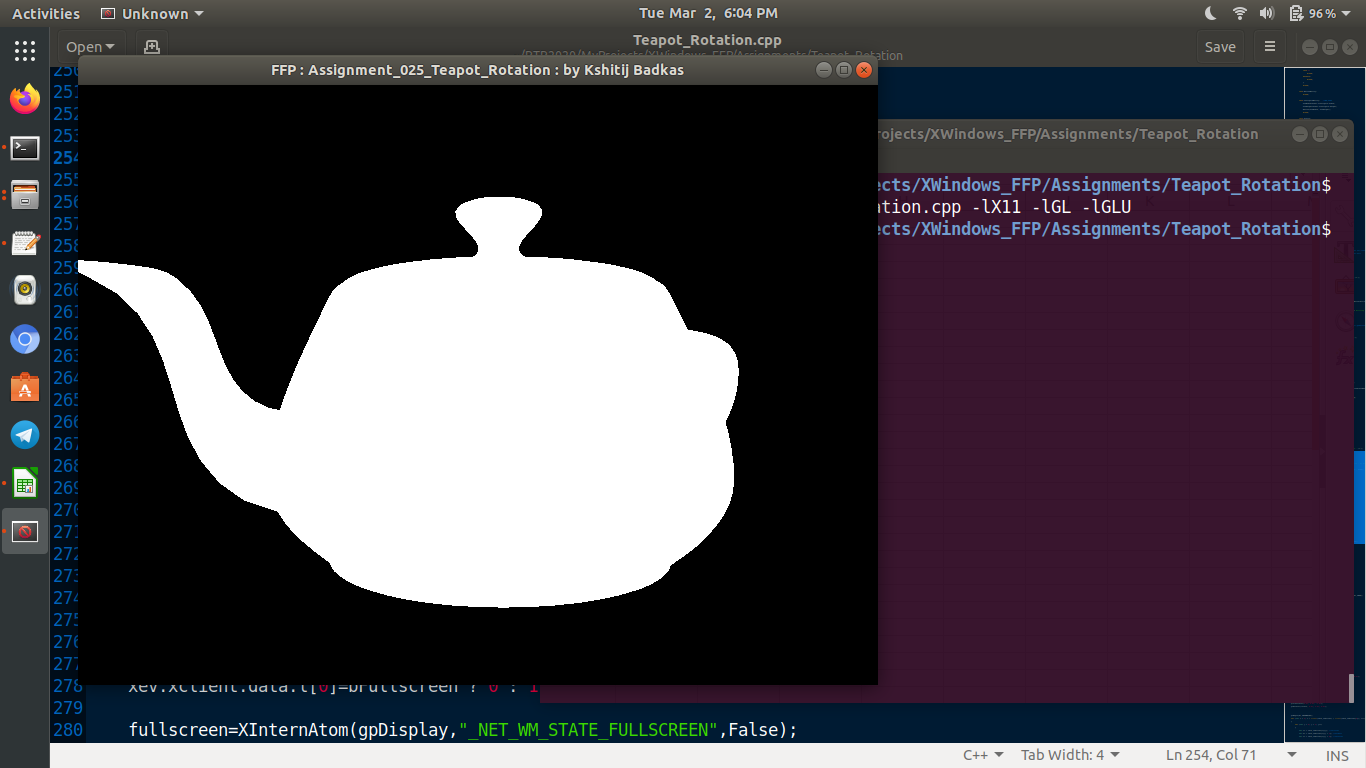 Activities Unknown Tue Mar 2, 6:04 PM 96%
Open Teapot_Rotation.cpp Save
FFP : Assignment_025_Teapot_Rotation : by Kshitij Badkas
rojects/XWindows_FFP/Assignments/Teapot_Rotation
ects/XWindows_FFP/Assignments/Teapot_Rotation$
ation.cpp -lX11 -lGL -lGLU
ects/XWindows_FFP/Assignments/Teapot_Rotation$
250
251
252
253
254
255
256
257
258
259
260
261
262
263
264
265
266
267
268
269
270
271
272
273
274
275
276
277
278 xev.xclient.data.l[0]=bFullscreen ? 0 : 1
279
280 fullscreen=XInternAtom(gpDisplay,"_NET_WM_STATE_FULLSCREEN",False);
C++ Tab Width: 4 Ln 254, Col 71 INS